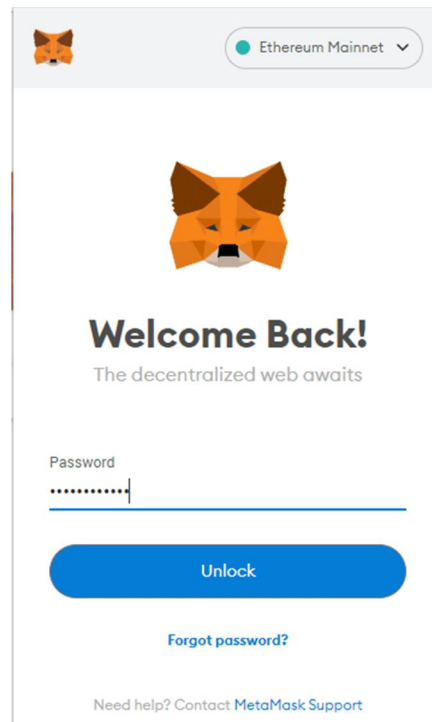 Ethereum Mainnet
Welcome Back!
The decentralized web awaits
Password
••••••••••••
Unlock
Forgot password?
Need help? Contact MetaMask Support